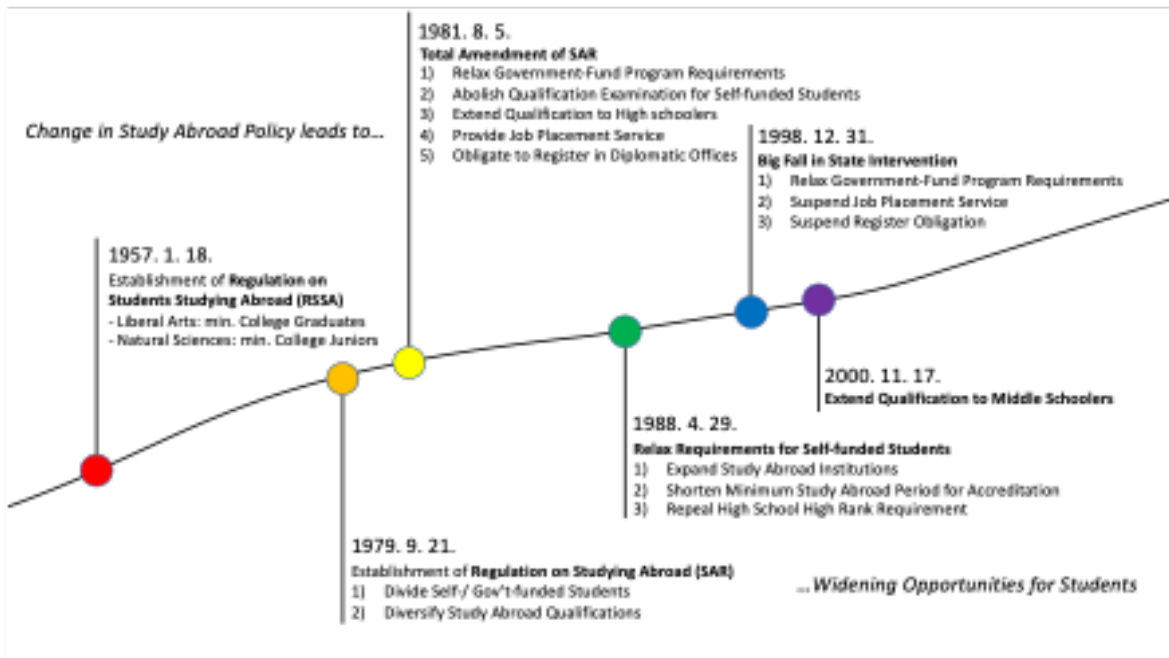 Change in Study Abroad Policy leads to...
1957. 1. 18.
Establishment of Regulation on
Students Studying Abroad (RSSA)
- Liberal Arts: min. College Graduates
- Natural Sciences: min. College Juniors
1979. 9. 21.
Establishment of Regulation on Studying Abroad (SAR)
1) Divide Self-/ Gov't-funded Students
2) Diversify Study Abroad Qualifications
1981. 8. 5.
Total Amendment of SAR
1) Relax Government-Fund Program Requirements
2) Abolish Qualification Examination for Self-funded Students
3) Extend Qualification to High schoolers
4) Provide Job Placement Service
5) Obligate to Register in Diplomatic Offices
1988. 4. 29.
Relax Requirements for Self-funded Students
1) Expand Study Abroad Institutions
2) Shorten Minimum Study Abroad Period for Accreditation
3) Repeal High School High Rank Requirement
1998. 12. 31.
Big Fall in State Intervention
1) Relax Government-Fund Program Requirements
2) Suspend Job Placement Service
3) Suspend Register Obligation
2000. 11. 17.
Extend Qualification to Middle Schoolers
...Widening Opportunities for Students